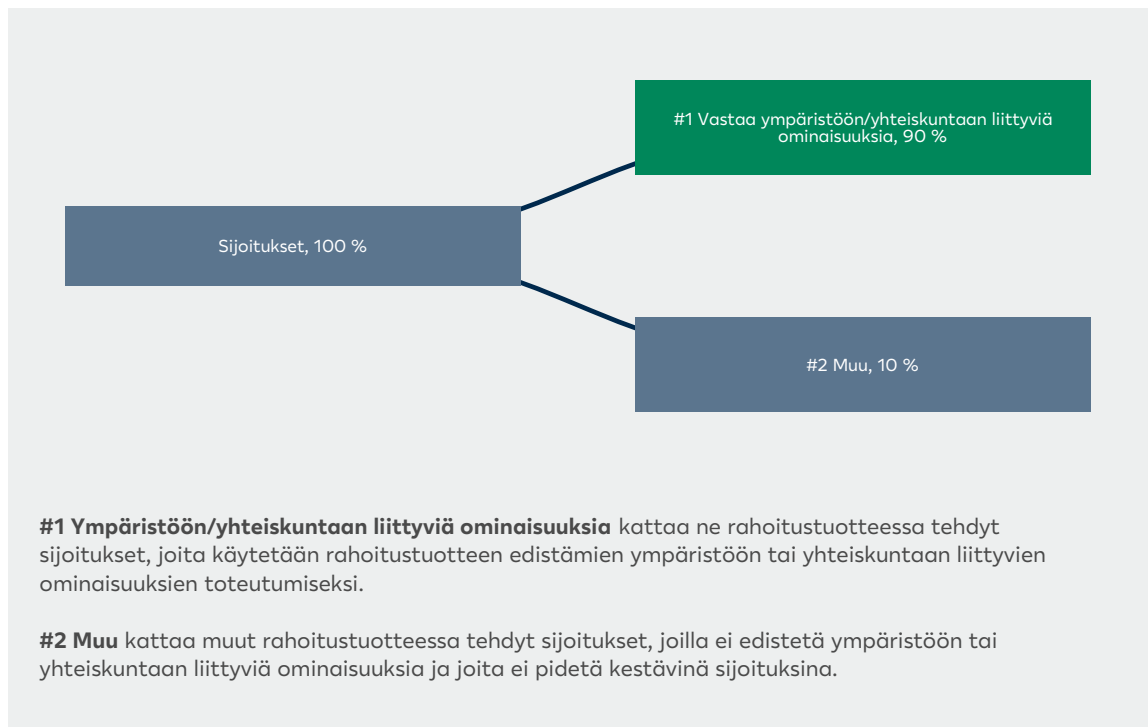 #1 Vastaa ympäristöön/yhteiskuntaan liittyviä
ominaisuuksia, 90 %
Sijoitukset, 100 %
#2 Muu, 10 %
#1 Ympäristöön/yhteiskuntaan liittyviä ominaisuuksia kattaa ne rahoitustuotteessa tehdyt
sijoitukset, joita käytetään rahoitustuotteen edistämien ympäristöön tai yhteiskuntaan liittyvien
ominaisuuksien toteutumiseksi.
#2 Muu kattaa muut rahoitustuotteessa tehdyt sijoitukset, joilla ei edistetä ympäristöön tai
yhteiskuntaan liittyviä ominaisuuksia ja joita ei pidetä kestävinä sijoituksina.